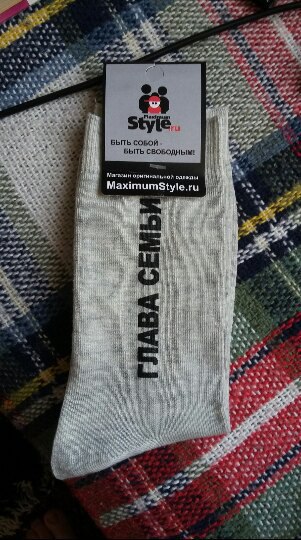 Maximum
Style.ru
БЫТЬ СОБОЙ -
БЫТЬ СВОБОДНЫМ!
Магазин оригинальной одежды
MaximumStyle.ru
ГЛАВА СЕМЬИ